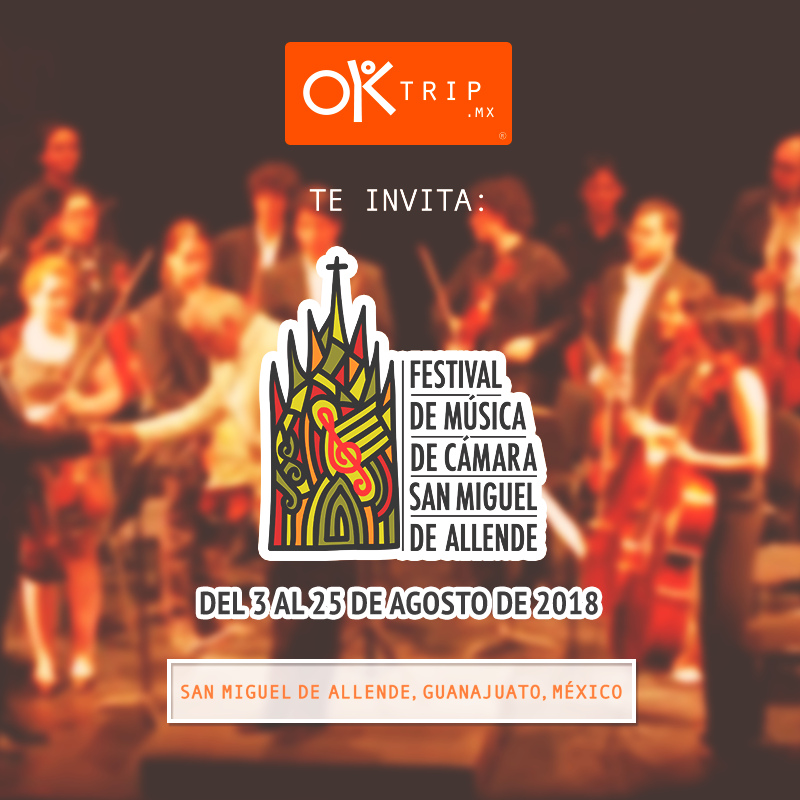 OK TRIP
.MX
®
TE INVITA:
FESTIVAL
DE MÚSICA
DE CÁMARA
SAN MIGUEL
DE ALLENDE
DEL 3 AL 25 DE AGOSTO DE 2018
SAN MIGUEL DE ALLENDE, GUANAJUATO, MÉXICO